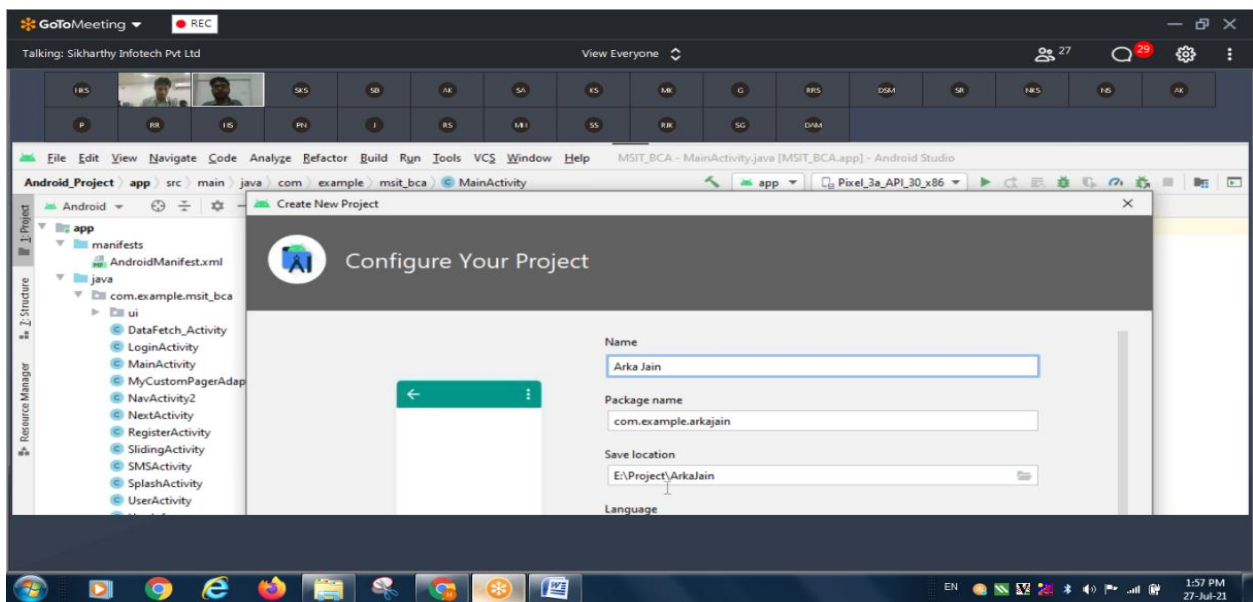 GoToMeeting REC
Talking: Sikharthy Infotech Pvt Ltd View Everyone 27 29
SKS SB AK SA KS MK G RRS DSM SR NKS NS AK
P RR HS PN J RS MH SS RJK SG DAM
File Edit View Navigate Code Analyze Refactor Build Run Tools VCS Window Help MSIT_BCA - MainActivity.java [MSIT_BCA.app] - Android Studio
Android_Project app src main java com example msit_bca MainActivity app Pixel_3a_API_30_x86
1: Project
Z: Structure
Resource Manager
Android
app
manifests
AndroidManifest.xml
java
com.example.msit_bca
ui
DataFetch_Activity
LoginActivity
MainActivity
MyCustomPagerAdap
NavActivity2
NextActivity
RegisterActivity
SlidingActivity
SMSActivity
SplashActivity
UserActivity
Create New Project
Configure Your Project
Name
Arka Jain
Package name
com.example.arkajain
Save location
E:\Project\ArkaJain
Language
EN 1:57 PM
27-Jul-21